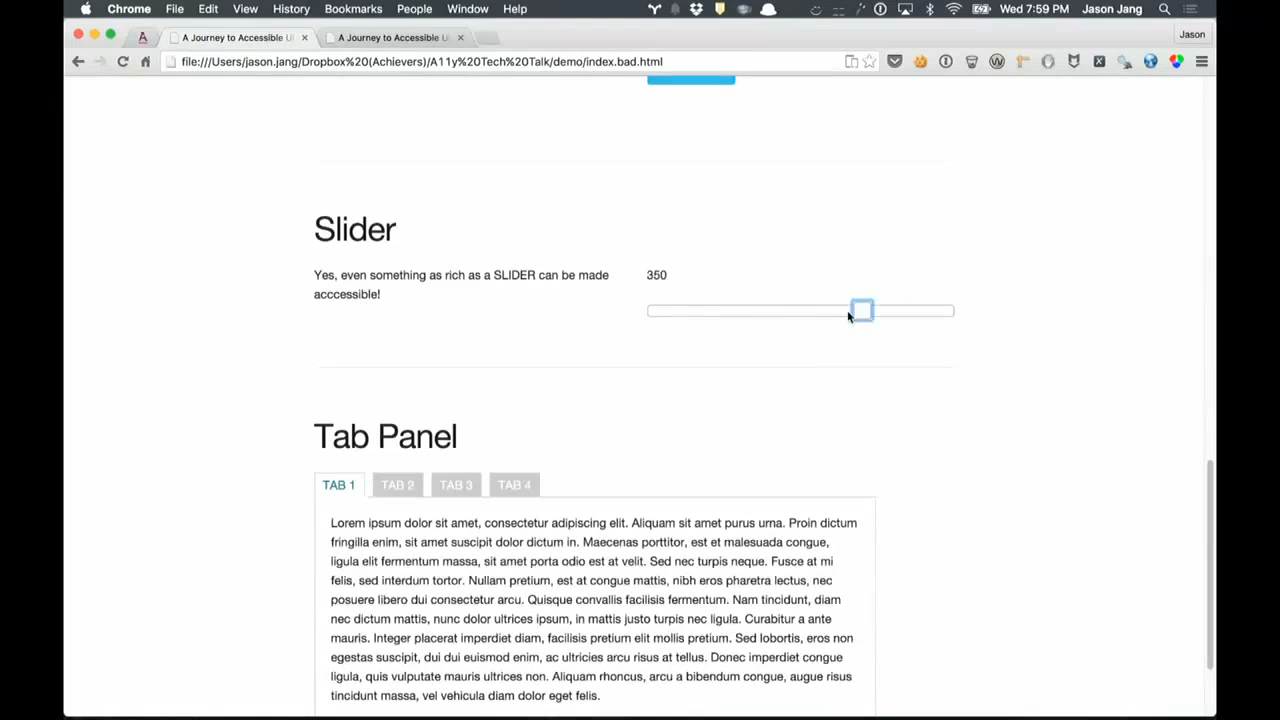 Chrome File Edit View History Bookmarks People Window Help Wed 7:59 PM Jason Jang
A Journey to Accessible UI
A Journey to Accessible UI
Jason
file:///Users/jason.jang/Dropbox%20(Achievers)/A11y%20Tech%20Talk/demo/index.bad.html
Slider
Yes, even something as rich as a SLIDER can be made
acccessible!
350
Tab Panel
TAB 1 TAB 2 TAB 3 TAB 4
Lorem ipsum dolor sit amet, consectetur adipiscing elit. Aliquam sit amet purus urna. Proin dictum
fringilla enim, sit amet suscipit dolor dictum in. Maecenas porttitor, est et malesuada congue,
ligula elit fermentum massa, sit amet porta odio est at velit. Sed nec turpis neque. Fusce at mi
felis, sed interdum tortor. Nullam pretium, est at congue mattis, nibh eros pharetra lectus, nec
posuere libero dui consectetur arcu. Quisque convallis facilisis fermentum. Nam tincidunt, diam
nec dictum mattis, nunc dolor ultrices ipsum, in mattis justo turpis nec ligula. Curabitur a ante
mauris. Integer placerat imperdiet diam, facilisis pretium elit mollis pretium. Sed lobortis, eros non
egestas suscipit, dui dui euismod enim, ac ultricies arcu risus at tellus. Donec imperdiet congue
ligula, quis vulputate mauris ultrices non. Aliquam rhoncus, arcu a bibendum congue, augue risus
tincidunt massa, vel vehicula diam dolor eget felis.